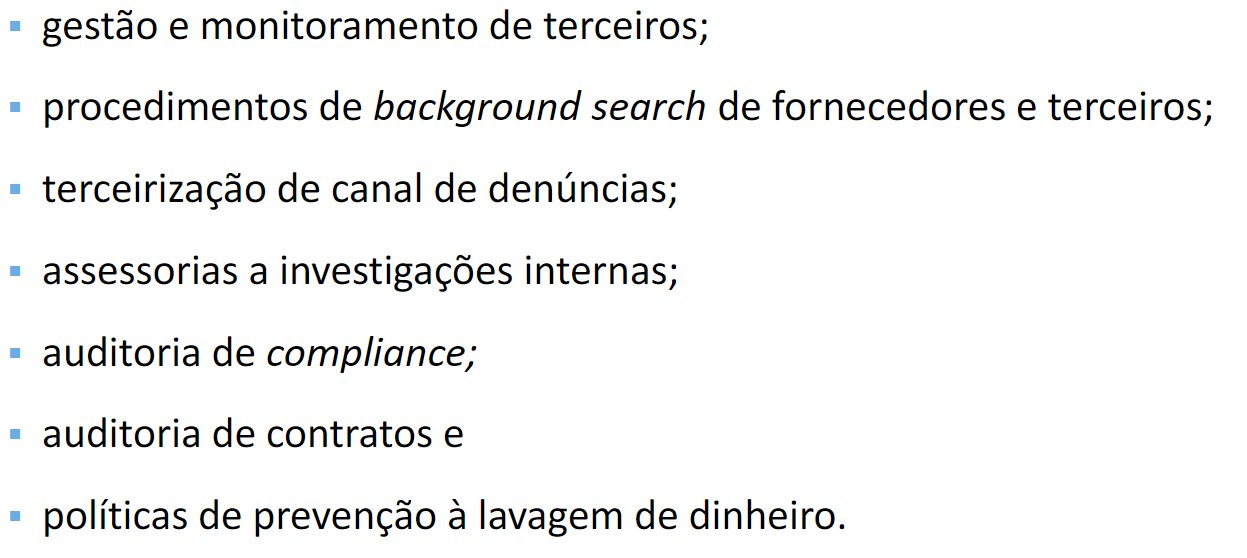 ▪ gestão e monitoramento de terceiros;
▪ procedimentos de background search de fornecedores e terceiros;
▪ terceirização de canal de denúncias;
▪ assessorias a investigações internas;
▪ auditoria de compliance;
▪ auditoria de contratos e
▪ políticas de prevenção à lavagem de dinheiro.